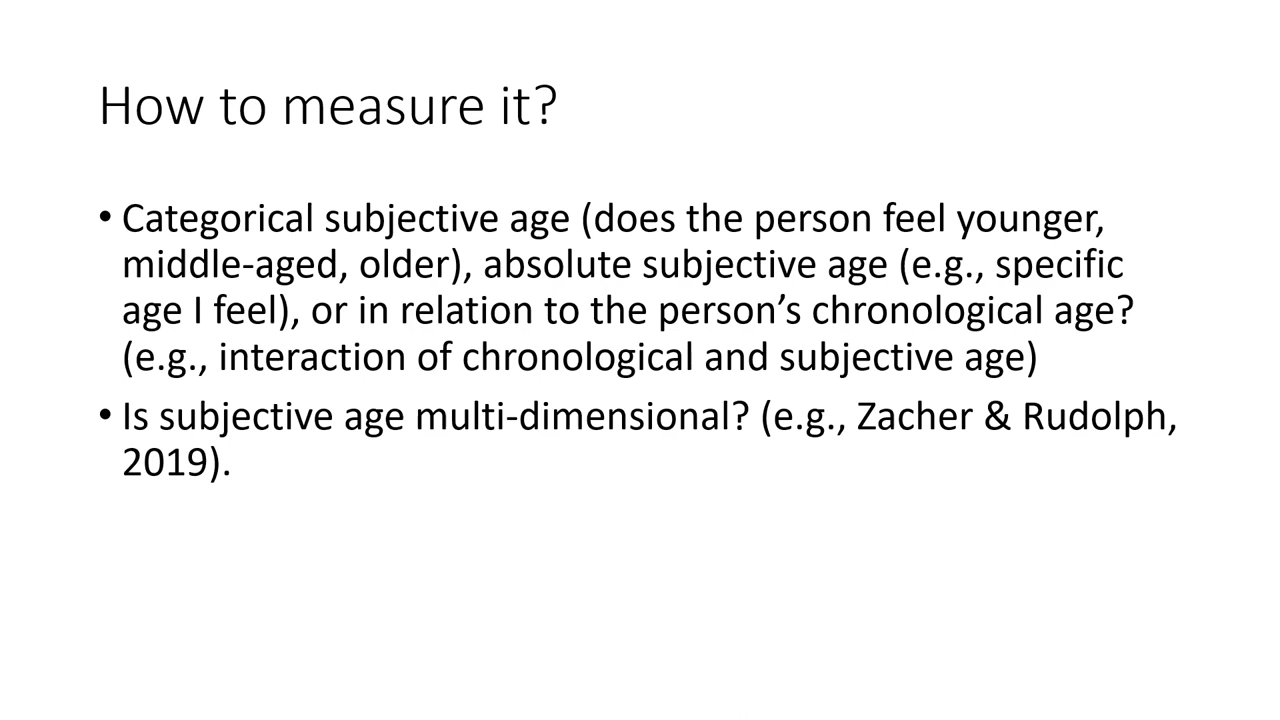 How to measure it?
• Categorical subjective age (does the person feel younger,
middle-aged, older), absolute subjective age (e.g., specific
age I feel), or in relation to the person’s chronological age?
(e.g., interaction of chronological and subjective age)
• Is subjective age multi-dimensional? (e.g., Zacher & Rudolph,
2019).